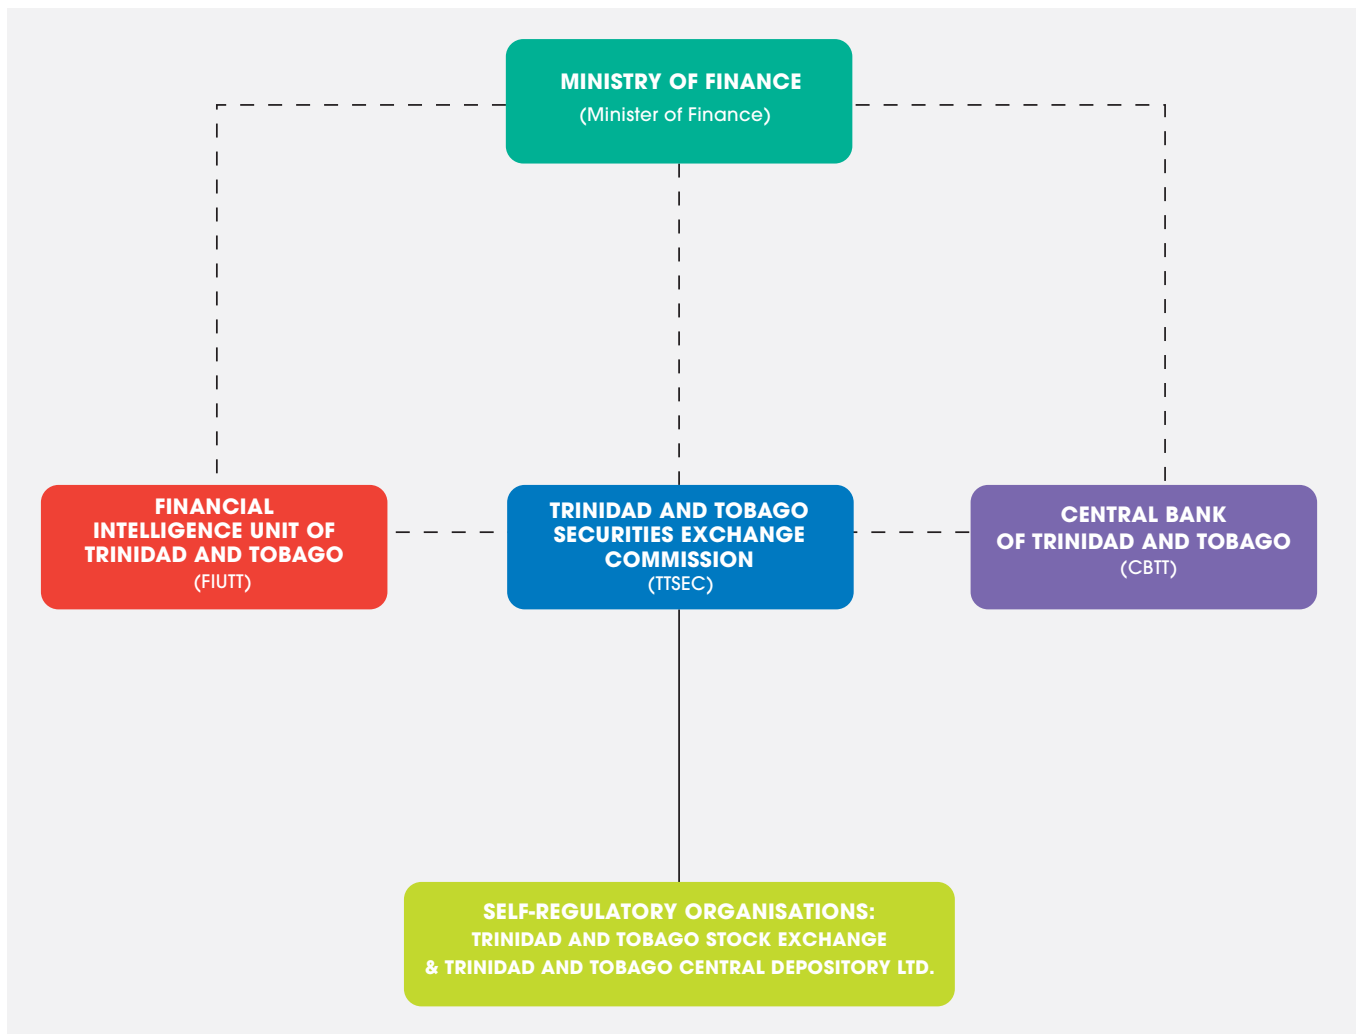 MINISTRY OF FINANCE
(Minister of Finance)
FINANCIAL
INTELLIGENCE UNIT OF
TRINIDAD AND TOBAGO
(FIUTT)
TRINIDAD AND TOBAGO
SECURITIES EXCHANGE
COMMISSION
(TTSEC)
CENTRAL BANK
OF TRINIDAD AND TOBAGO
(CBTT)
SELF-REGULATORY ORGANISATIONS:
TRINIDAD AND TOBAGO STOCK EXCHANGE
& TRINIDAD AND TOBAGO CENTRAL DEPOSITORY LTD.